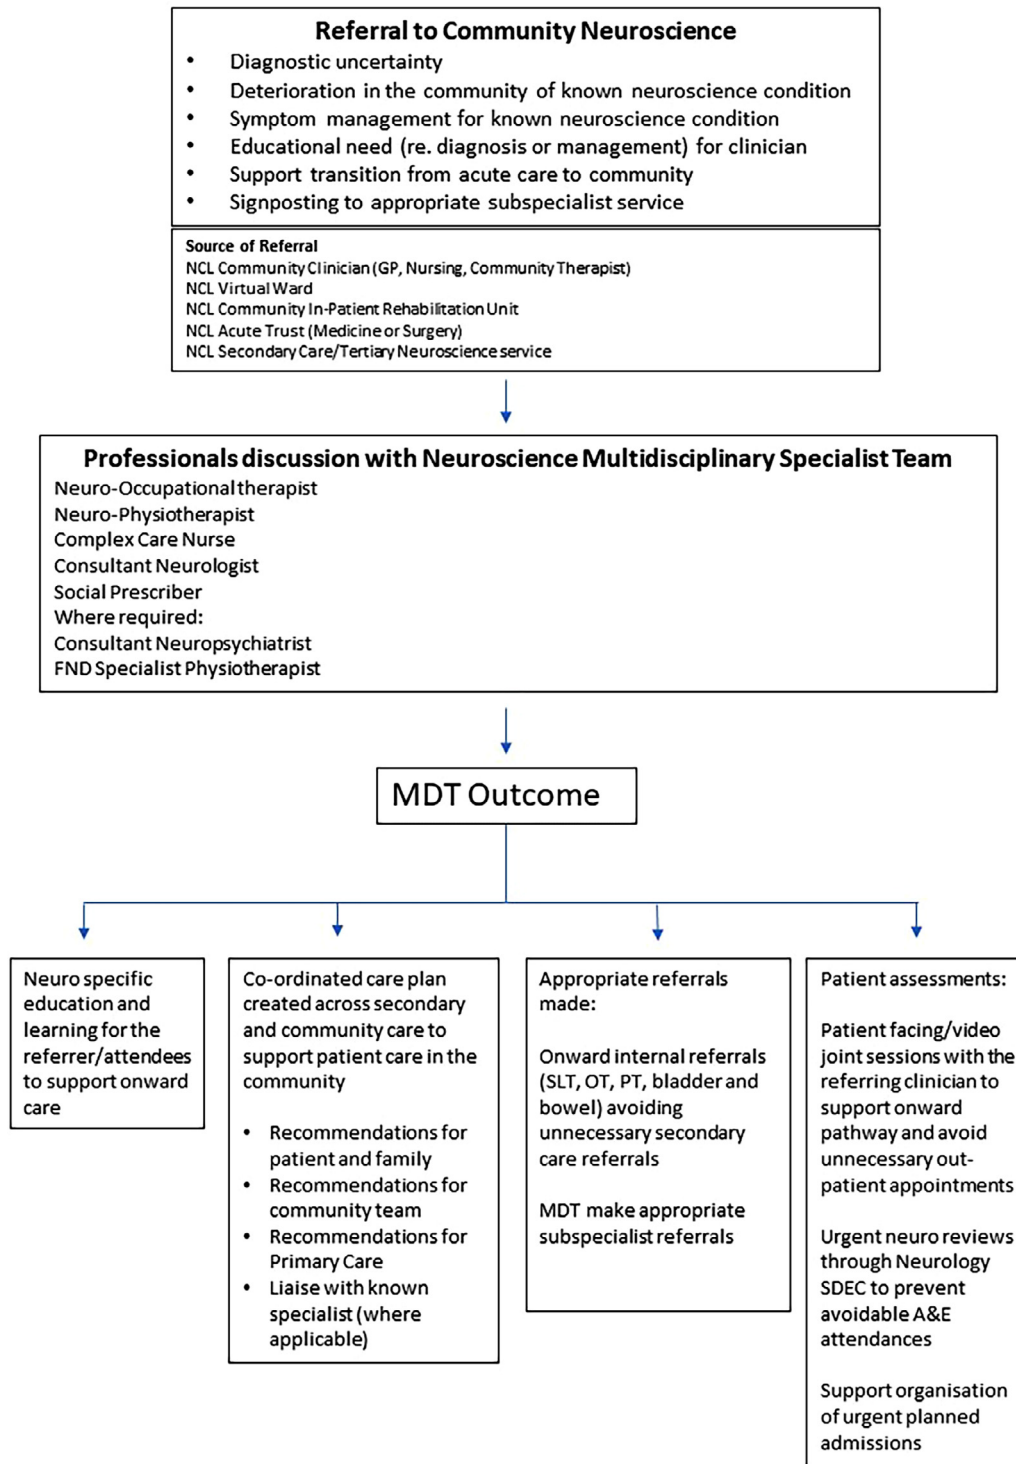 Referral to Community Neuroscience
• Diagnostic uncertainty
• Deterioration in the community of known neuroscience condition
• Symptom management for known neuroscience condition
• Educational need (re. diagnosis or management) for clinician
• Support transition from acute care to community
• Signposting to appropriate subspecialist service
Source of Referral
NCL Community Clinician (GP, Nursing, Community Therapist)
NCL Virtual Ward
NCL Community In-Patient Rehabilitation Unit
NCL Acute Trust (Medicine or Surgery)
NCL Secondary Care/Tertiary Neuroscience service
Professionals discussion with Neuroscience Multidisciplinary Specialist Team
Neuro-Occupational therapist
Neuro-Physiotherapist
Complex Care Nurse
Consultant Neurologist
Social Prescriber
Where required:
Consultant Neuropsychiatrist
FND Specialist Physiotherapist
MDT Outcome
Neuro specific
education and
learning for the
referrer/attendees
to support onward
care
Co-ordinated care plan
created across secondary
and community care to
support patient care in the
community
• Recommendations for
patient and family
• Recommendations for
community team
• Recommendations for
Primary Care
• Liaise with known
specialist (where
applicable)
Appropriate referrals
made:
Onward internal referrals
(SLT, OT, PT, bladder and
bowel) avoiding
unnecessary secondary
care referrals
MDT make appropriate
subspecialist referrals
Patient assessments:
Patient facing/video
joint sessions with the
referring clinician to
support onward
pathway and avoid
unnecessary out-
patient appointments
Urgent neuro reviews
through Neurology
SDEC to prevent
avoidable A&E
attendances
Support organisation
of urgent planned
admissions